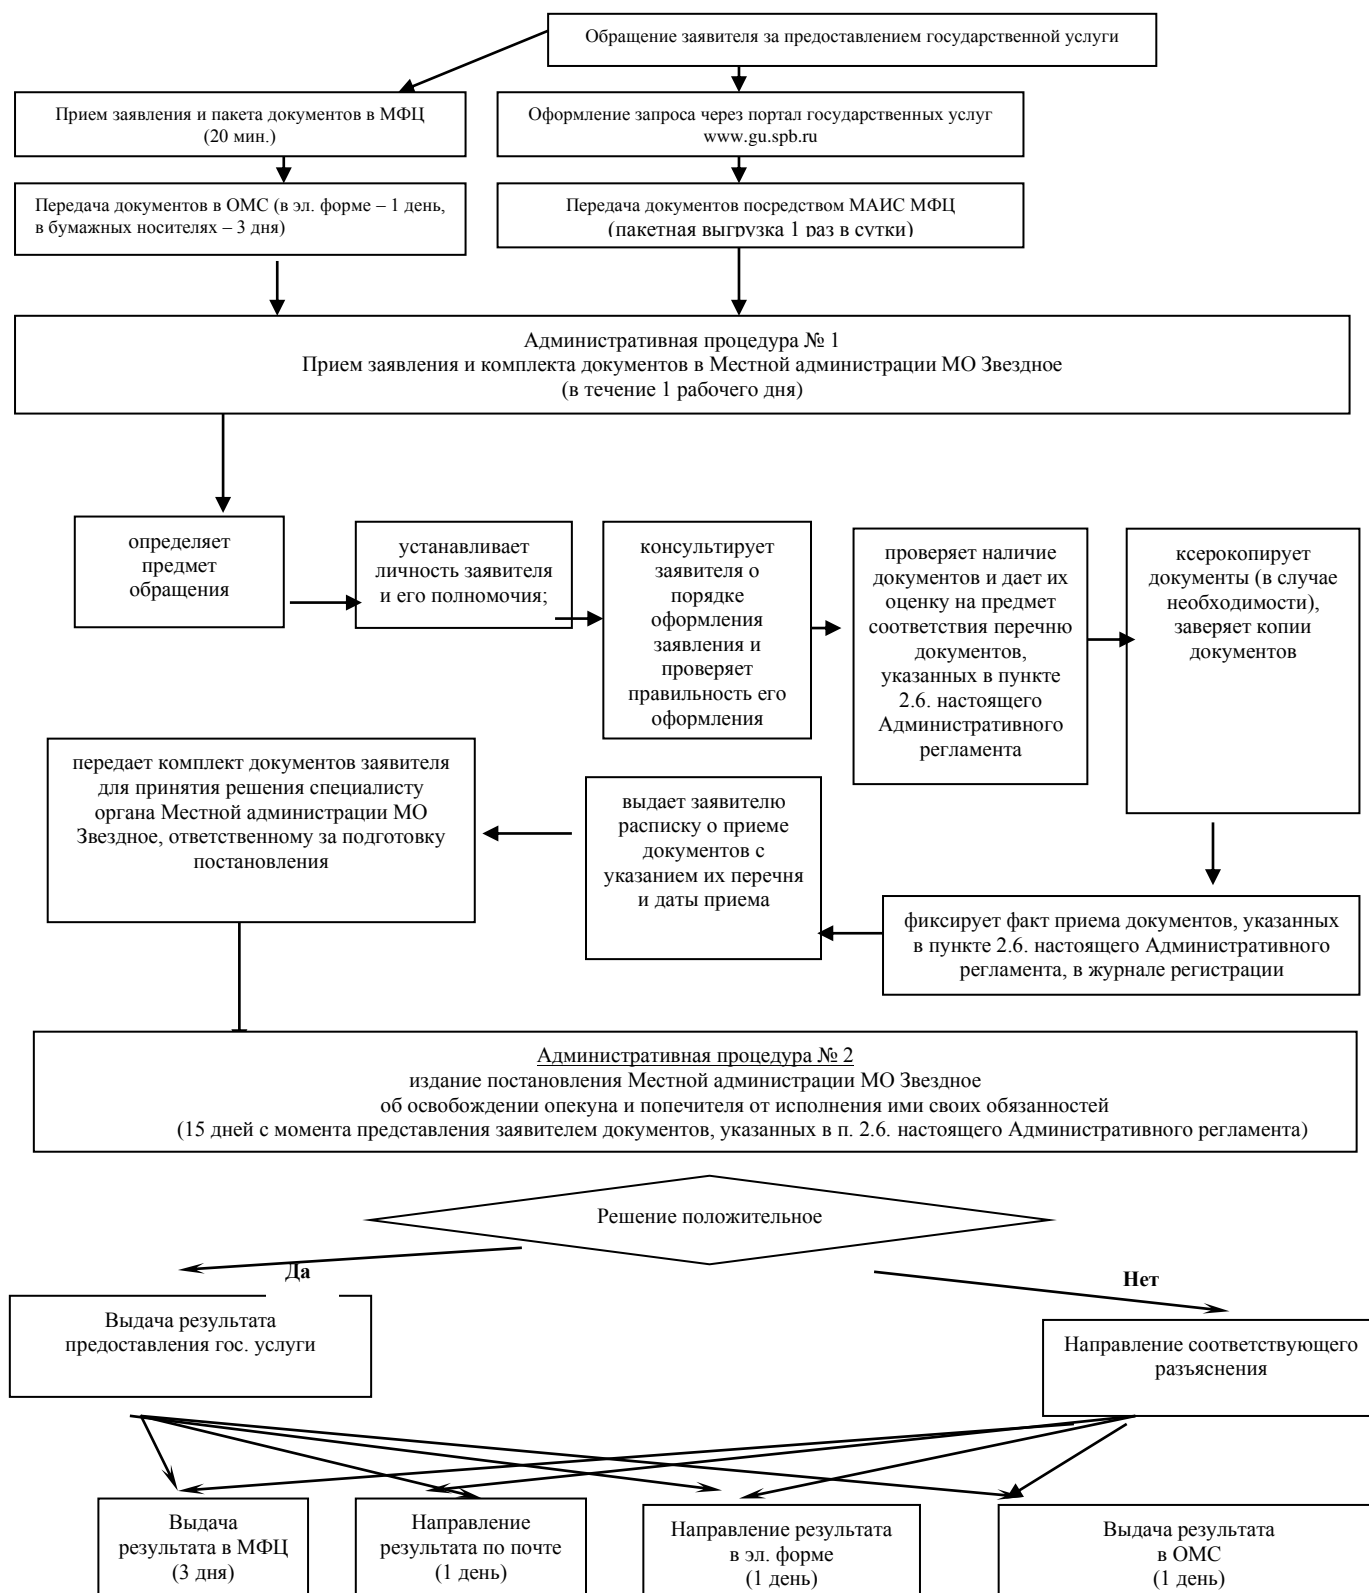 Обращение заявителя за предоставлением государственной услуги
Прием заявления и пакета документов в МФЦ
(20 мин.)
Оформление запроса через портал государственных услуг
www.gu.spb.ru
Передача документов в ОМС (в эл. форме – 1 день,
в бумажных носителях – 3 дня)
Передача документов посредством МАИС МФЦ
(пакетная выгрузка 1 раз в сутки)
Административная процедура № 1
Прием заявления и комплекта документов в Местной администрации МО Звездное
(в течение 1 рабочего дня)
определяет
предмет
обращения
устанавливает
личность заявителя
и его полномочия;
консультирует
заявителя о
порядке
оформления
заявления и
проверяет
правильность его
оформления
проверяет наличие
документов и дает их
оценку на предмет
соответствия перечню
документов,
указанных в пункте
2.6. настоящего
Административного
регламента
ксерокопирует
документы (в случае
необходимости),
заверяет копии
документов
передает комплект документов заявителя
для принятия решения специалисту
органа Местной администрации МО
Звездное, ответственному за подготовку
постановления
выдает заявителю
расписку о приеме
документов с
указанием их перечня
и даты приема
фиксирует факт приема документов, указанных
в пункте 2.6. настоящего Административного
регламента, в журнале регистрации
Административная процедура № 2
издание постановления Местной администрации МО Звездное
об освобождении опекуна и попечителя от исполнения ими своих обязанностей
(15 дней с момента представления заявителем документов, указанных в п. 2.6. настоящего Административного регламента)
Решение положительное
Да
Нет
Выдача результата
предоставления гос. услуги
Направление соответствующего
разъяснения
Выдача
результата в МФЦ
(3 дня)
Направление
результата по почте
(1 день)
Направление результата
в эл. форме
(1 день)
Выдача результата
в ОМС
(1 день)